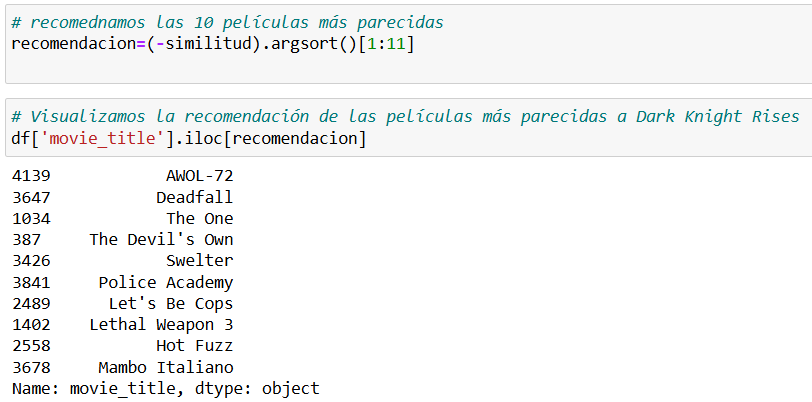 # recomednamos las 10 películas más parecidas
recomendacion=(-similitud).argsort()[1:11]
# Visualizamos la recomendación de las películas más parecidas a Dark Knight Rises
df['movie_title'].iloc[recomendacion]
4139 AWOL-72
3647 Deadfall
1034 The One
387 The Devil's Own
3426 Swelter
3841 Police Academy
2489 Let's Be Cops
1402 Lethal Weapon 3
2558 Hot Fuzz
3678 Mambo Italiano
Name: movie_title, dtype: object